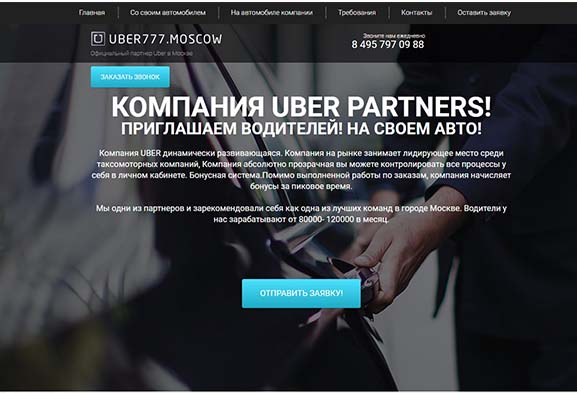 Главная
Со своим автомобилем
На автомобиле компании
Требования
Контакты
Оставить заявку
UBER777.MOSCOW
Официальный партнер Uber в Москве
Звоните нам ежедневно
8 495 797 09 88
ЗАКАЗАТЬ ЗВОНОК
КОМПАНИЯ UBER PARTNERS!
ПРИГЛАШАЕМ ВОДИТЕЛЕЙ! НА СВОЕМ АВТО!
Компания UBER динамически развивающаяся. Компания на рынке занимает лидирующее место среди
таксомоторных компаний, Компания абсолютно прозрачная вы можете контролировать все процессы у
себя в личном кабинете. Бонусная система.Помимо выполненной работы по заказам, компания начисляет
бонусы за пиковое время.
Мы одни из партнеров и зарекомендовали себя как одна из лучших команд в городе Москве. Водители у
нас зарабатывают от 80000- 120000 в месяц.
ОТПРАВИТЬ ЗАЯВКУ!